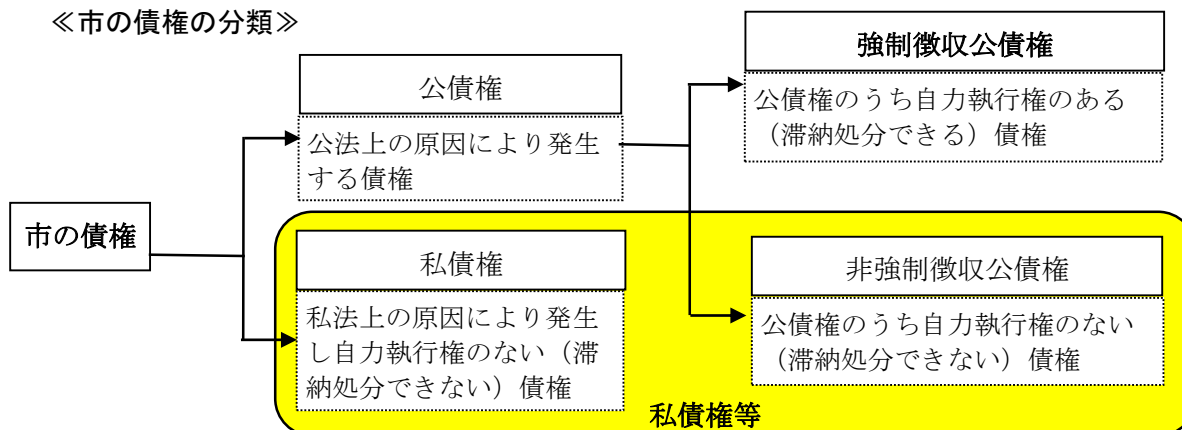 ≪市の債権の分類≫
市の債権
公債権
公法上の原因により発生
する債権
強制徴収公債権
公債権のうち自力執行権のある
（滞納処分できる）債権
私債権
私法上の原因により発生
し自力執行権のない（滞
納処分できない）債権
非強制徴収公債権
公債権のうち自力執行権のない
（滞納処分できない）債権
私債権等